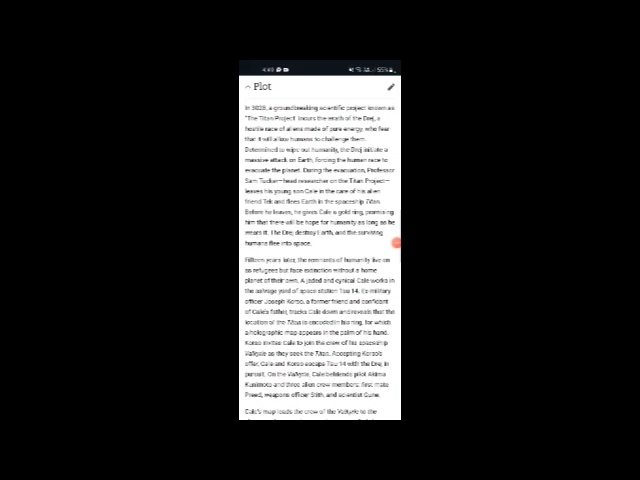 4:49
55%
Plot
In 3028, a groundbreaking scientific project known as
"The Titan Project" incurs the wrath of the Drej, a
hostile race of aliens made of pure energy, who fear
that it will allow humans to challenge them.
Determined to wipe out humanity, the Drej initiate a
massive attack on Earth, forcing the human race to
evacuate the planet. During the evacuation, Professor
Sam Tucker—head researcher on the Titan Project—
leaves his young son Cale in the care of his alien
friend Tek and flees Earth in the spaceship Titan.
Before he leaves, he gives Cale a gold ring, promising
him that there will be hope for humanity as long as he
wears it. The Drej destroy Earth, and the surviving
humans flee into space.
Fifteen years later, the remnants of humanity live on
as refugees but face extinction without a home
planet of their own. A jaded and cynical Cale works in
the salvage yard of space station Tau 14. Ex-military
officer Joseph Korso, a former friend and confidant
of Cale's father, tracks Cale down and reveals that the
location of the Titan is encoded in his ring, for which
a holographic map appears in the palm of his hand.
Korso invites Cale to join the crew of his spaceship
Valkyrie as they seek the Titan. Accepting Korso's
offer, Cale and Korso escape Tau 14 with the Drej in
pursuit. On the Valkyrie, Cale befriends pilot Akima
Kunimoto and three alien crew members: first mate
Preed, weapons officer Stith, and scientist Gune.
Cale's map leads the crew of the Valkyrie to the